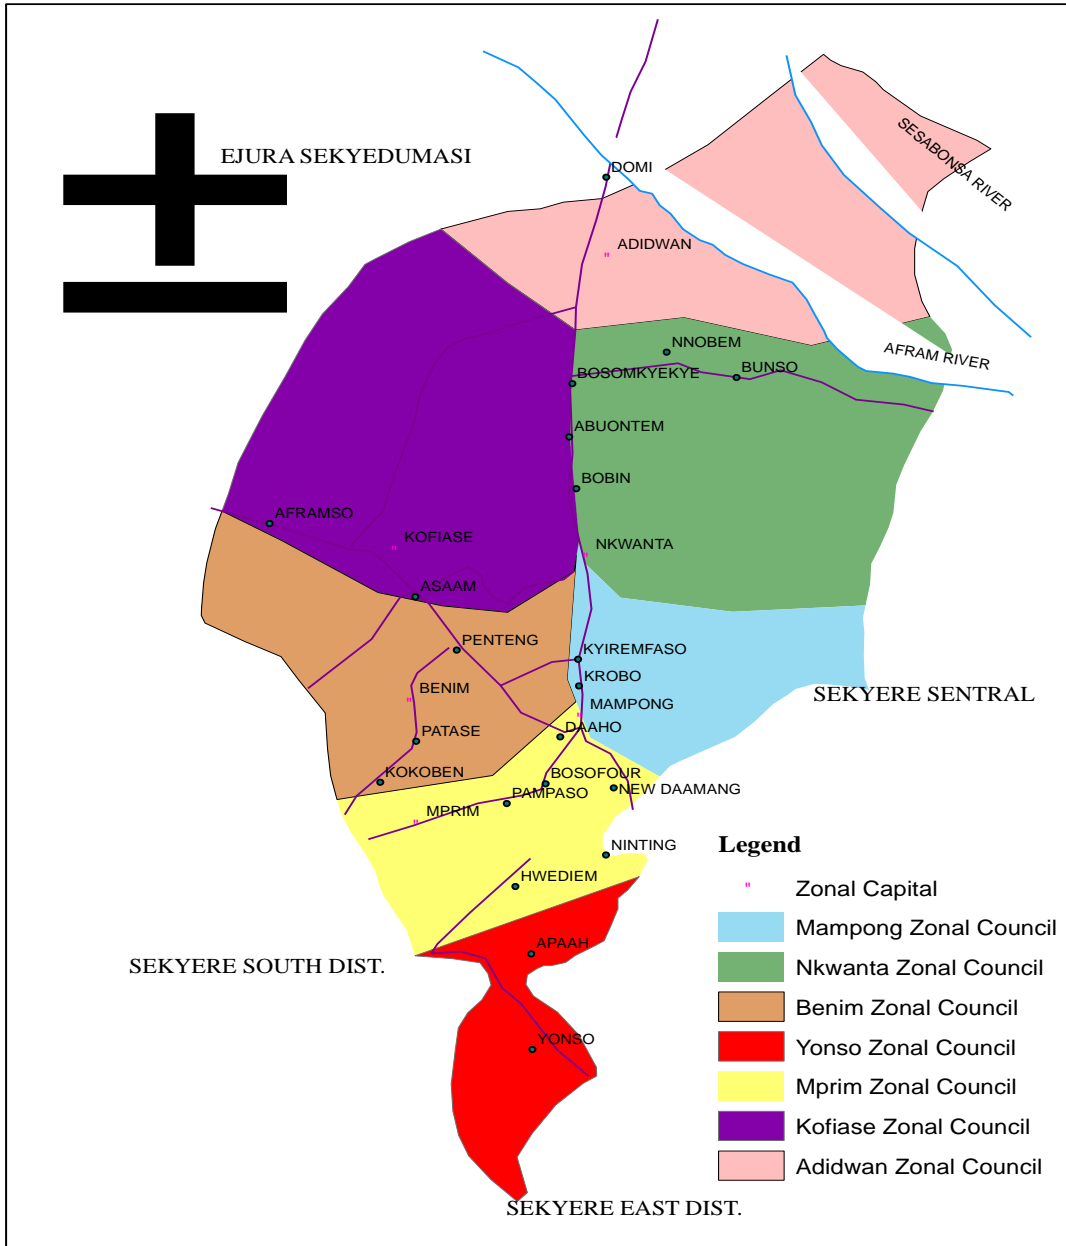 SESABONSA RIVER
EJURA SEKYEDUMASI
DOMI
ADIDWAN
AFRAM RIVER
NNOBEM
BUNSO
BOSOMKYEKYE
ABUONTEM
BOBIN
AFRAMSO
KOFIASE
NKWANTA
ASAAM
PENTENG
KYIREMFASO
BENIM
KROBO
SEKYERE SENTRAL
MAMPONG
PATASE
DAAHO
KOKOBEN
BOSOFOUR
NEW DAAMANG
MPRIM
PAMPASO
NINTING
HWEDIEM
APAAH
SEKYERE SOUTH DIST.
YONSO
SEKYERE EAST DIST.
Legend
" Zonal Capital
Mampong Zonal Council
Nkwanta Zonal Council
Benim Zonal Council
Yonso Zonal Council
Mprim Zonal Council
Kofiase Zonal Council
Adidwan Zonal Council